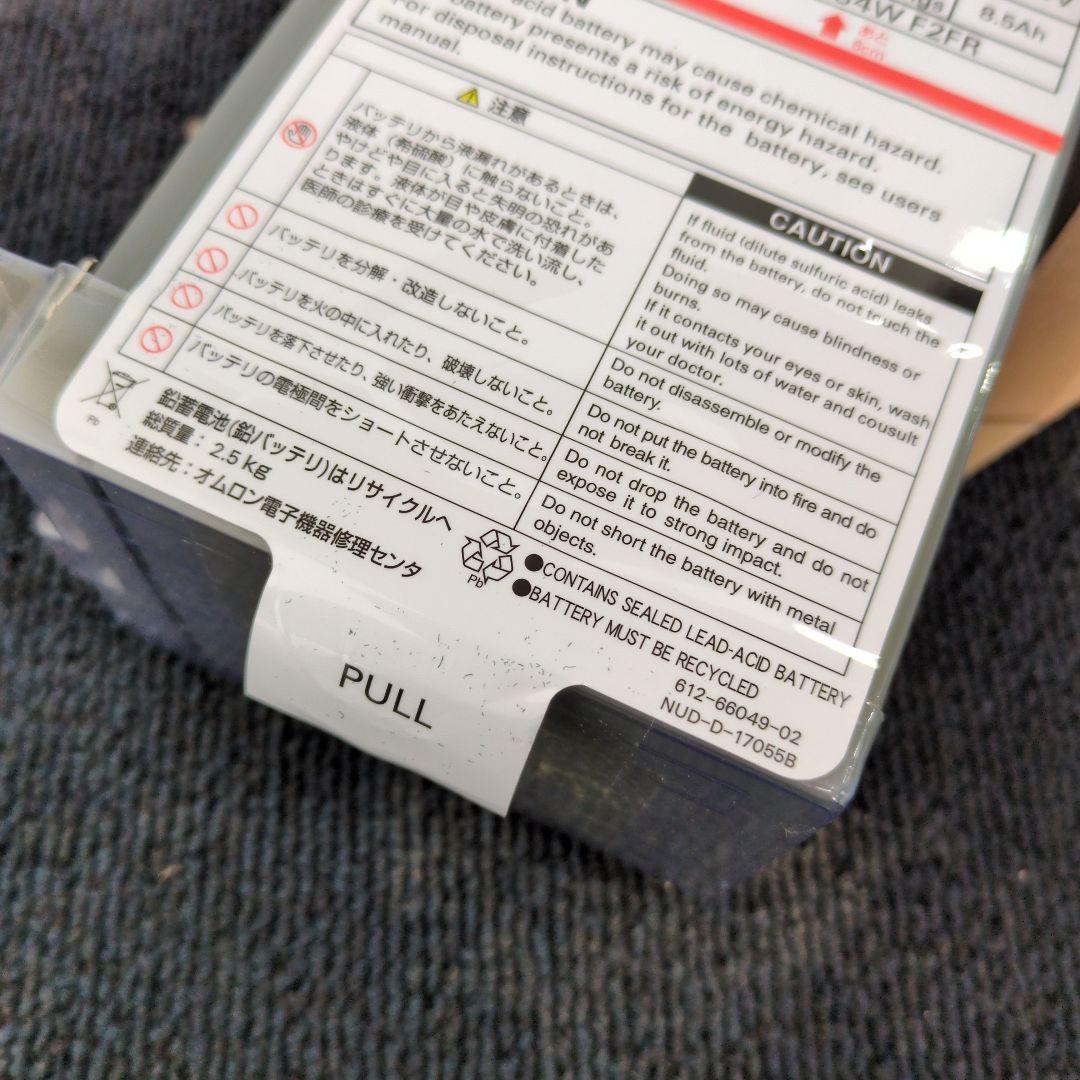 8.5Ah
34W F2FR
あと
6cm
acid battery may cause chemical hazard.
battery presents a risk of energy hazard.
For disposal instructions for the battery, see users
manual.
注意
バッテリから液漏れがあるときは、
液体（希硫酸）に触らないこと。
やけどや目に入ると失明の恐れがあ
ります。液体が目や皮膚に付着した
ときはすぐに大量の水で洗い流し、
医師の診療を受けてください。
バッテリを分解・改造しないこと。
バッテリを火の中に入れたり、破壊しないこと。
バッテリを落下させたり、強い衝撃をあたえないこと。
バッテリの電極間をショートさせないこと。
CAUTION
If fluid (dilute sulfuric acid) leaks
from the battery, do not touch the
fluid.
Doing so may cause blindness or
burns.
If it contacts your eyes or skin, wash
it out with lots of water and cousult
your doctor.
Do not disassemble or modify the
battery.
Do not put the battery into fire and do
not break it.
Do not drop the battery and do not
expose it to strong impact.
Do not short the battery with metal
objects.
Pb
鉛蓄電池(鉛バッテリ)はリサイクルへ
総質量：2.5kg
連絡先：オムロン電子機器修理センタ
Pb
●CONTAINS SEALED LEAD-ACID BATTERY
●BATTERY MUST BE RECYCLED
612-66049-02
NUD-D-17055B
PULL